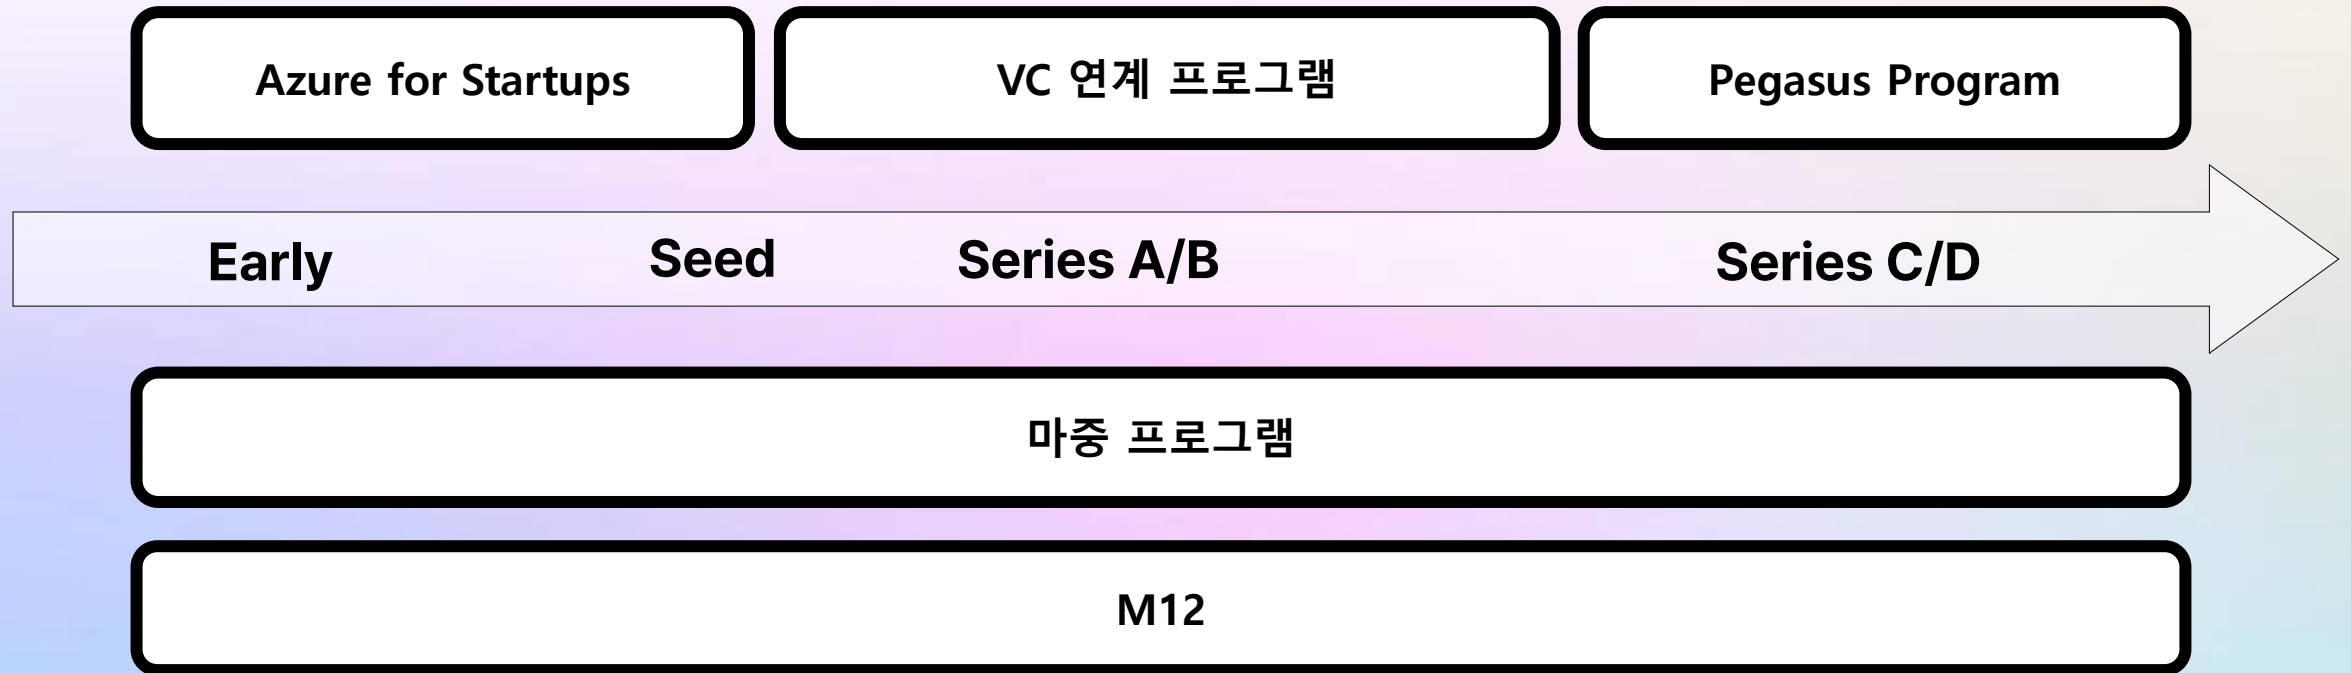 Azure for Startups
VC 연계 프로그램
Pegasus Program
Early
Seed
Series A/B
Series C/D
마중 프로그램
M12